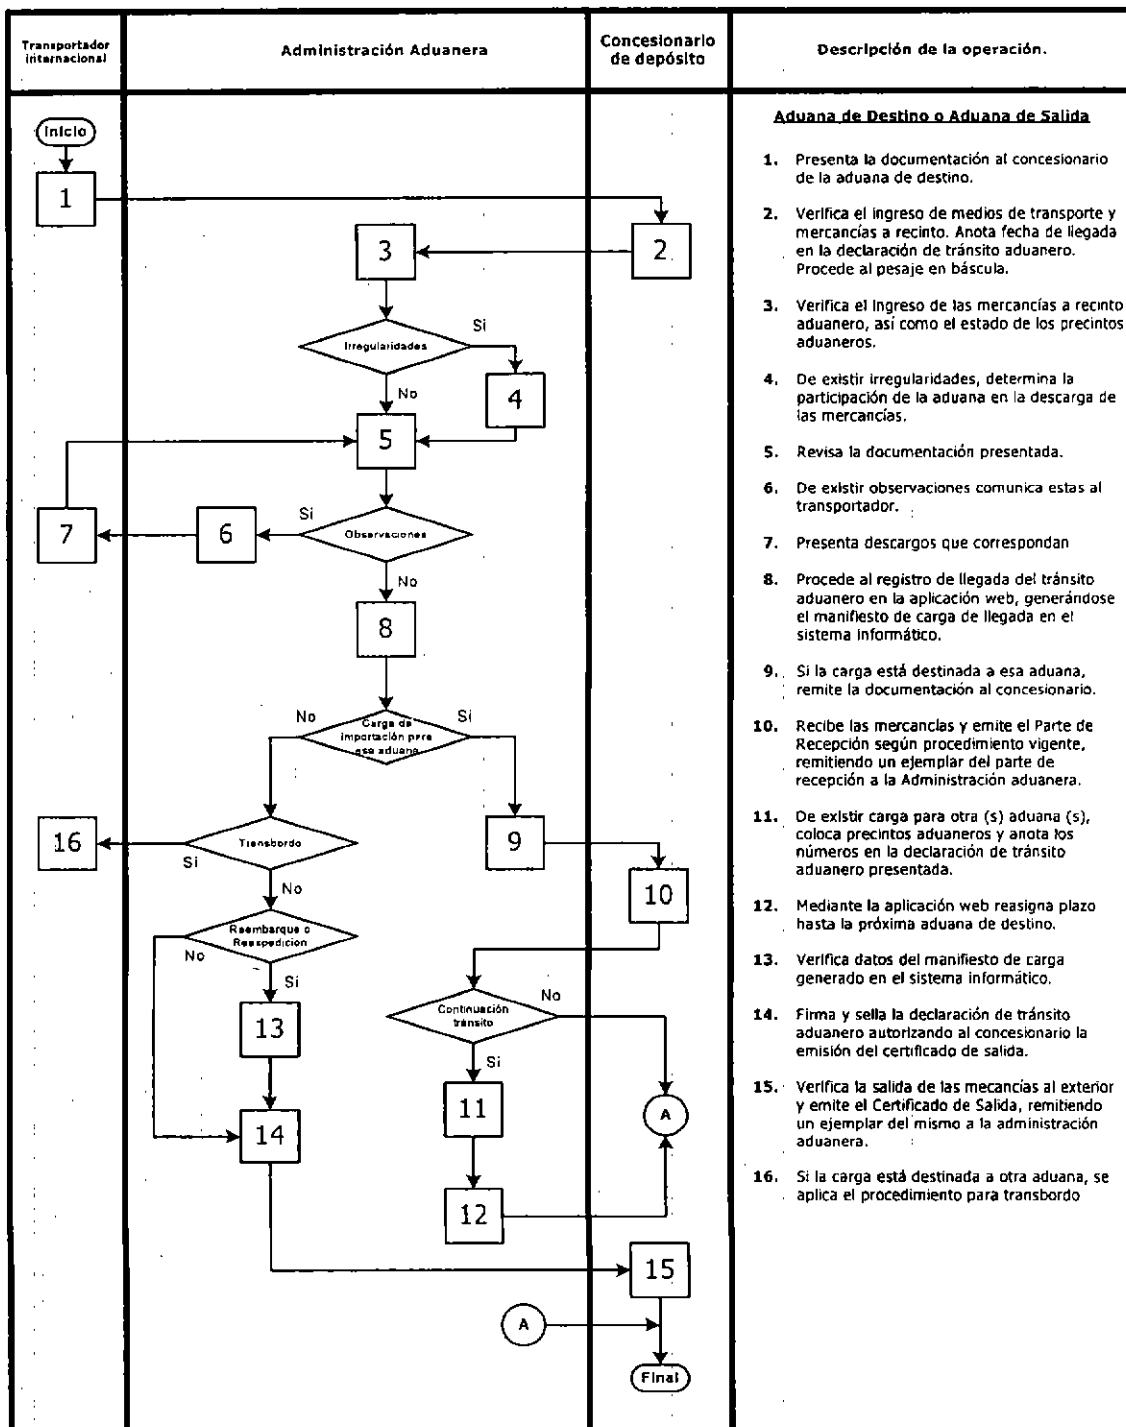 Transportador
internacional
Administración Aduanera
Concesionario
de depósito
Descripción de la operación.
Inicio
1
2
3
Irregularidades
Si
No
4
5
7
6
Si
Observaciones
No
8
No
Carga de
importación para
esa aduana
Sí
16
Si
Transbordo
No
9
10
Reembarque o
Reexpedicion
No
Sí
13
14
Continuación
tránsito
No
Si
11
A
12
15
A
Final
Aduana de Destino o Aduana de Salida
1. Presenta la documentación al concesionario
de la aduana de destino.
2. Verifica el ingreso de medios de transporte y
mercancías a recinto. Anota fecha de llegada
en la declaración de tránsito aduanero.
Procede al pesaje en báscula.
3. Verifica el ingreso de las mercancías a recinto
aduanero, así como el estado de los precintos
aduaneros.
4. De existir irregularidades, determina la
participación de la aduana en la descarga de
las mercancías.
5. Revisa la documentación presentada.
6. De existir observaciones comunica estas al
transportador.
7. Presenta descargos que correspondan
8. Procede al registro de llegada del tránsito
aduanero en la aplicación web, generándose
el manifiesto de carga de llegada en el
sistema informático.
9. Si la carga está destinada a esa aduana,
remite la documentación al concesionario.
10. Recibe las mercancías y emite el Parte de
Recepción según procedimiento vigente,
remitiendo un ejemplar del parte de
recepción a la Administración aduanera.
11. De existir carga para otra (s) aduana (s),
coloca precintos aduaneros y anota los
números en la declaración de tránsito
aduanero presentada.
12. Mediante la aplicación web reasigna plazo
hasta la próxima aduana de destino.
13. Verifica datos del manifiesto de carga
generado en el sistema informático.
14. Firma y sella la declaración de tránsito
aduanero autorizando al concesionario la
emisión del certificado de salida.
15. Verifica la salida de las mecancías al exterior
y emite el Certificado de Salida, remitiendo
un ejemplar del mismo a la administración
aduanera.
16. Si la carga está destinada a otra aduana, se
aplica el procedimiento para transbordo